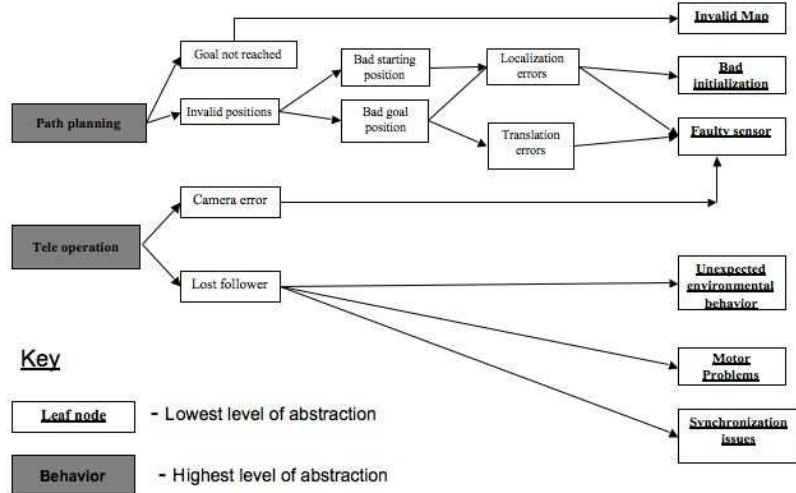 Invalid Map
Goal not reached
Bad starting
position
Localization
errors
Bad
initialization
Path planning
Invalid positions
Bad goal
position
Translation
errors
Faulty sensor
Camera error
Tele operation
Lost follower
Unexpected
environmental
behavior
Motor
Problems
Synchronization
issues
Key
Leaf node
- Lowest level of abstraction
Behavior
- Highest level of abstraction